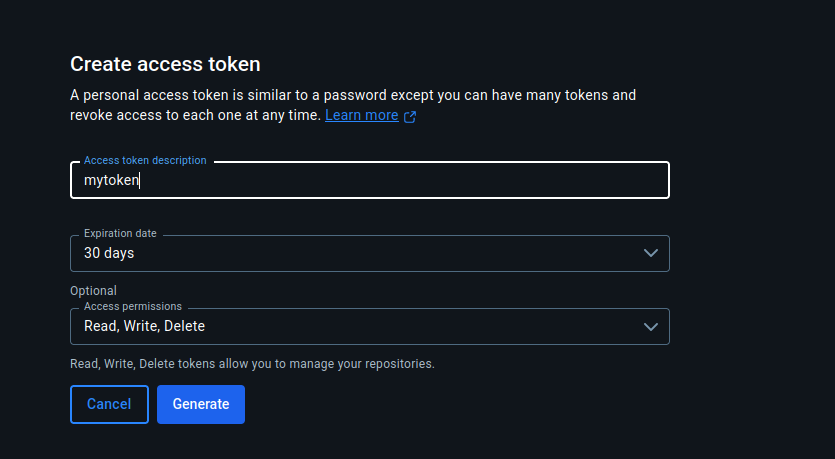 Create access token
A personal access token is similar to a password except you can have many tokens and
revoke access to each one at any time. Learn more
Access token description
mytoken
Expiration date
30 days
Optional
Access permissions
Read, Write, Delete
Read, Write, Delete tokens allow you to manage your repositories.
Cancel Generate